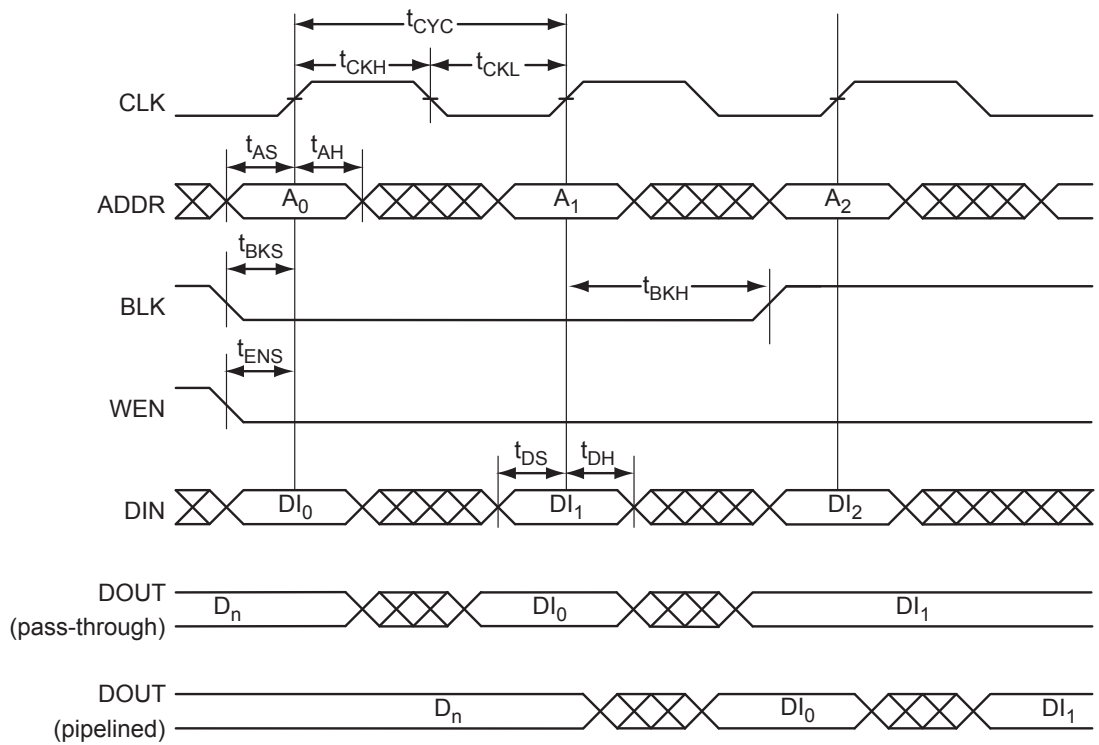 tCYC
tCKH tCKL
CLK
tAS tAH
ADDR A0 A1 A2
tBKS
tBKH
BLK
tENS
WEN
tDS tDH
DIN DI0 DI1 DI2
DOUT
(pass-through)
Dn DI0 DI1
DOUT
(pipelined)
Dn DI0 DI1